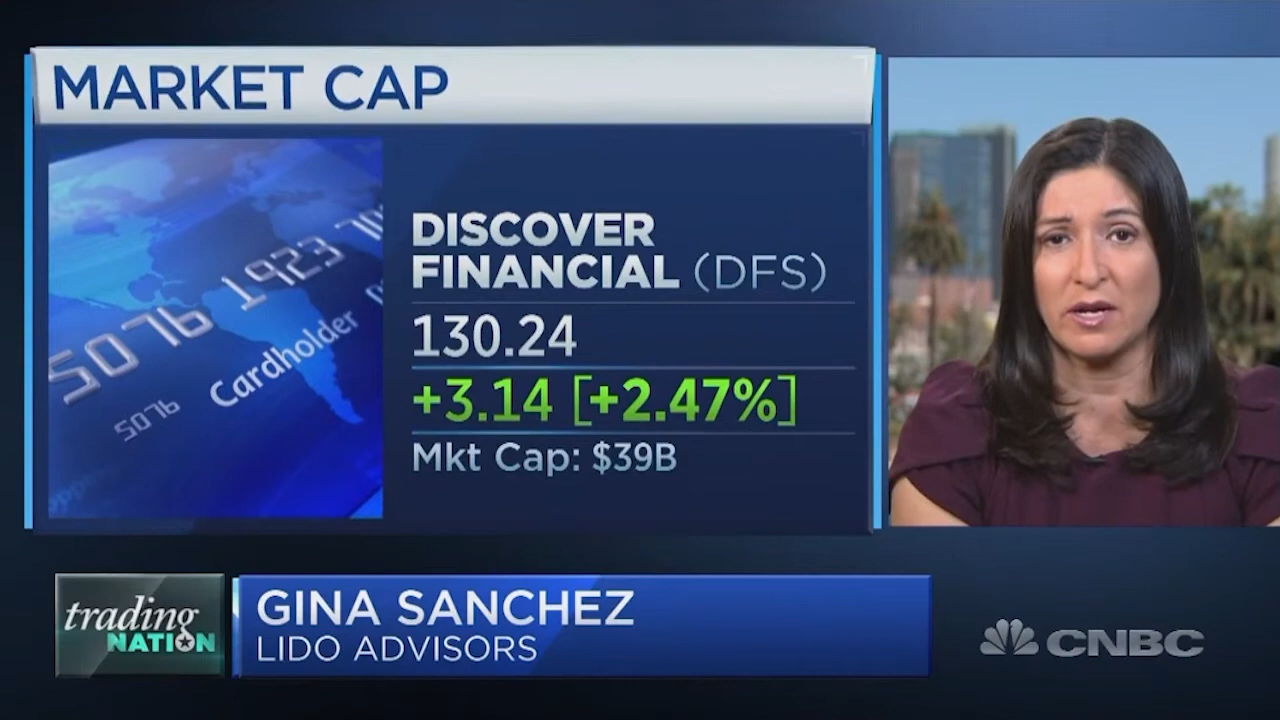 MARKET CAP
5076 1923 70
5076
Cardholder
DISCOVER
FINANCIAL (DFS)
130.24
+3.14 [+2.47%]
Mkt Cap: $39B
trading
NATION
GINA SANCHEZ
LIDO ADVISORS
CNBC